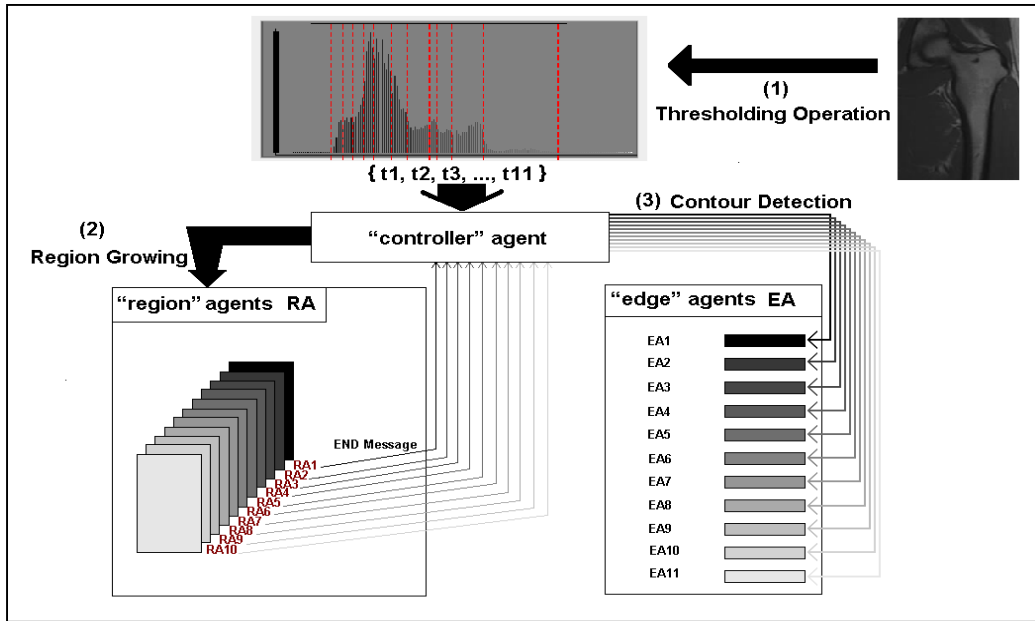 (1)
Thresholding Operation
{ t1, t2, t3, ..., t11 }
(3) Contour Detection
(2)
Region Growing
“controller” agent
“region” agents RA
“edge” agents EA
EA1
EA2
EA3
EA4
EA5
EA6
EA7
EA8
EA9
EA10
EA11
END Message
RA1
RA2
RA3
RA4
RA5
RA6
RA7
RA8
RA9
RA10